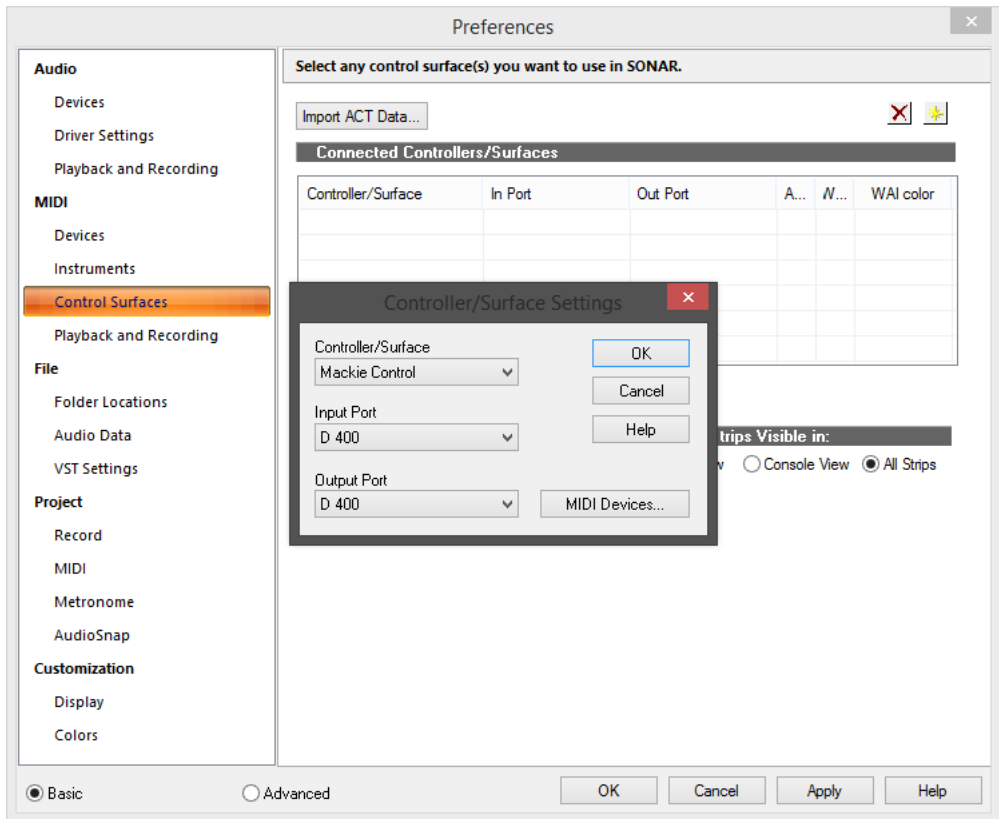 Preferences
Audio
Devices
Driver Settings
Playback and Recording
MIDI
Devices
Instruments
Control Surfaces
Playback and Recording
File
Folder Locations
Audio Data
VST Settings
Project
Record
MIDI
Metronome
AudioSnap
Customization
Display
Colors
Basic
Advanced
Select any control surface(s) you want to use in SONAR.
Import ACT Data...
Connected Controllers/Surfaces
Controller/Surface In Port Out Port A... W... WAI color
Controller/Surface Settings
Controller/Surface
Mackie Control
Input Port
D 400
Output Port
D 400
OK
Cancel
Help
MIDI Devices...
trips Visible in:
Console View All Strips
OK Cancel Apply Help